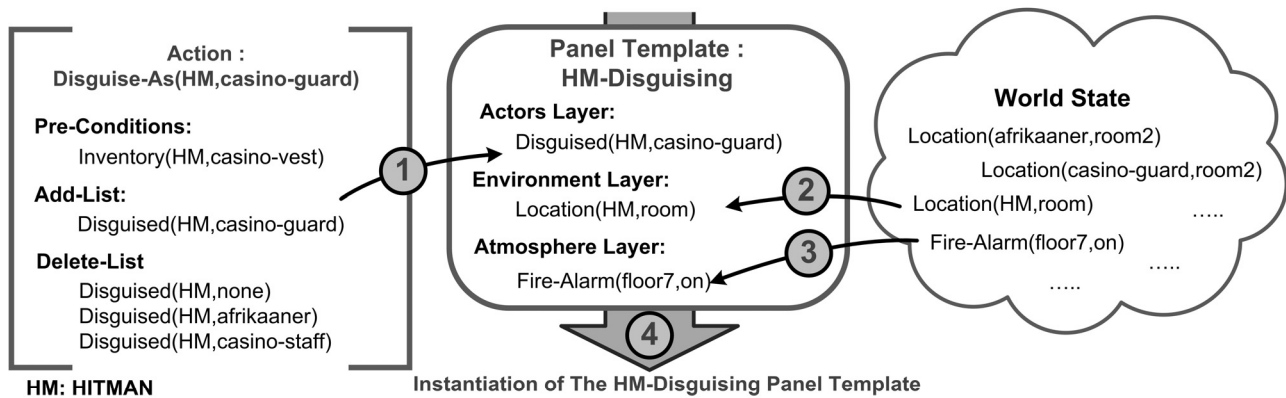 Action :
Disguise-As(HM,casino-guard)
Pre-Conditions:
Inventory(HM,casino-vest)
Add-List:
Disguised(HM,casino-guard)
Delete-List
Disguised(HM,none)
Disguised(HM,afrikaaner)
Disguised(HM,casino-staff)
HM: HITMAN
1
Panel Template :
HM-Disguising
Actors Layer:
Disguised(HM,casino-guard)
Environment Layer:
Location(HM,room)
Atmosphere Layer:
Fire-Alarm(floor7,on)
2
3
4
Instantiation of The HM-Disguising Panel Template
World State
Location(afrikaaner,room2)
Location(casino-guard,room2)
Location(HM,room) .....
Fire-Alarm(floor7,on)
.....
.....